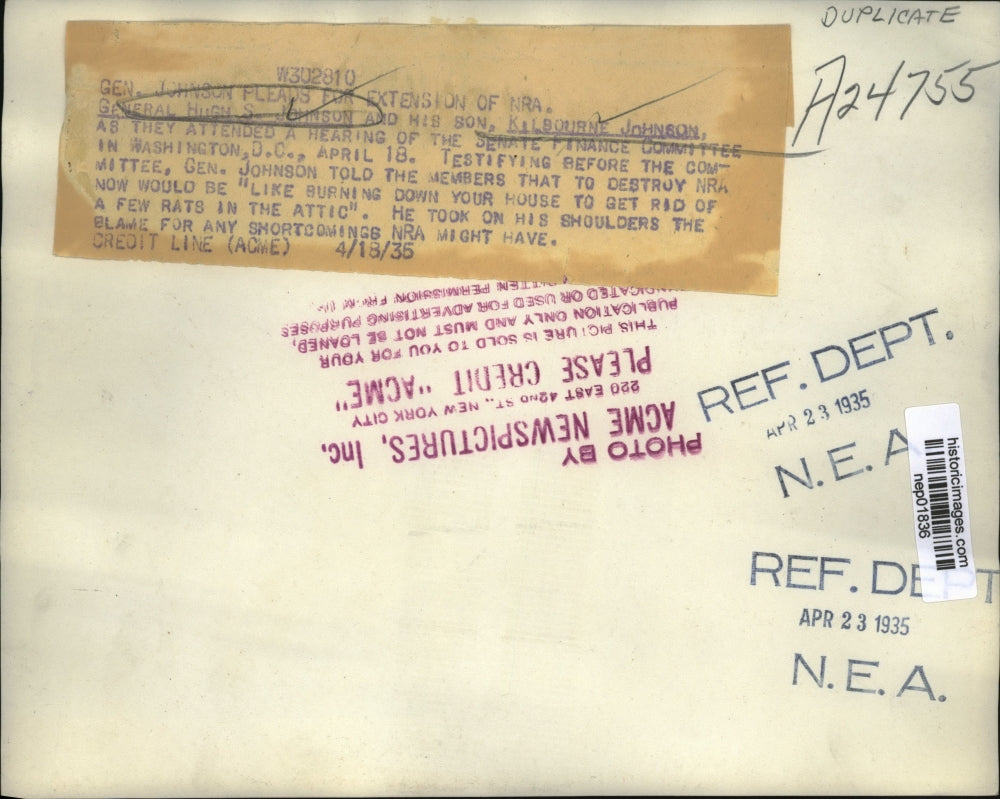 DUPLICATE
A24755
W302810
GEN. JOHNSON PLEADS FOR EXTENSION OF NRA.
GENERAL HUGH S. JOHNSON AND HIS SON, KILBOURNE JOHNSON,
AS THEY ATTENDED A HEARING OF THE SENATE FINANCE COMMITTEE
IN WASHINGTON, D.C., APRIL 18. TESTIFYING BEFORE THE COM-
MITTEE, GEN. JOHNSON TOLD THE MEMBERS THAT TO DESTROY NRA
NOW WOULD BE "LIKE BURNING DOWN YOUR HOUSE TO GET RID OF
A FEW RATS IN THE ATTIC". HE TOOK ON HIS SHOULDERS THE
BLAME FOR ANY SHORTCOMINGS NRA MIGHT HAVE.
CREDIT LINE (ACME) 4/18/35
PHOTO BY
ACME NEWSPICTURES, Inc.
220 EAST 42ND ST., NEW YORK CITY
PLEASE CREDIT "ACME"
THIS PICTURE IS SOLD TO YOU FOR YOUR
PUBLICATION ONLY AND MUST NOT BE LOANED,
SYNDICATED OR USED FOR ADVERTISING PURPOSES
WRITTEN PERMISSION FROM
REF. DEPT.
APR 23 1935
N.E.A
historicimages.com
nep01836
REF. DEPT
APR 23 1935
N.E.A.